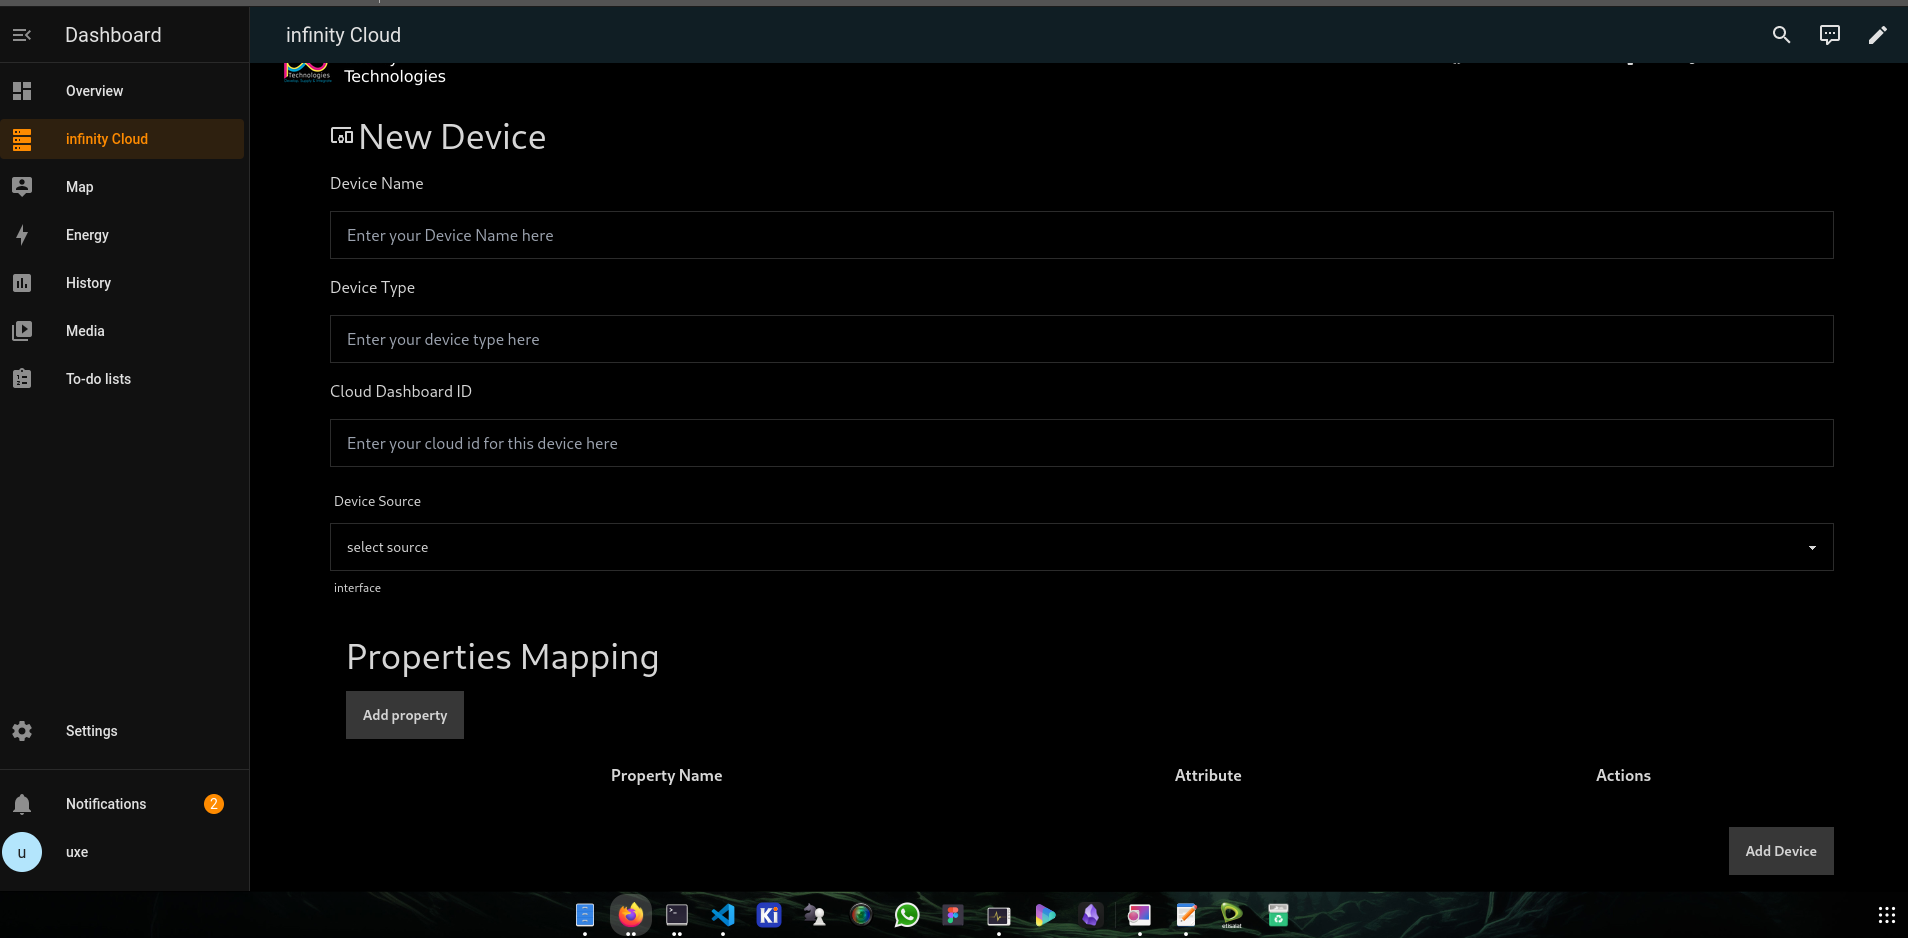 Dashboard
infinity Cloud
Overview
infinity Cloud
Map
Energy
History
Media
To-do lists
Settings
Notifications
2
u
uxe
Technologies
Technologies
New Device
Device Name
Enter your Device Name here
Device Type
Enter your device type here
Cloud Dashboard ID
Enter your cloud id for this device here
Device Source
select source
interface
Properties Mapping
Add property
Property Name
Attribute
Actions
Add Device
Ki
etisalat